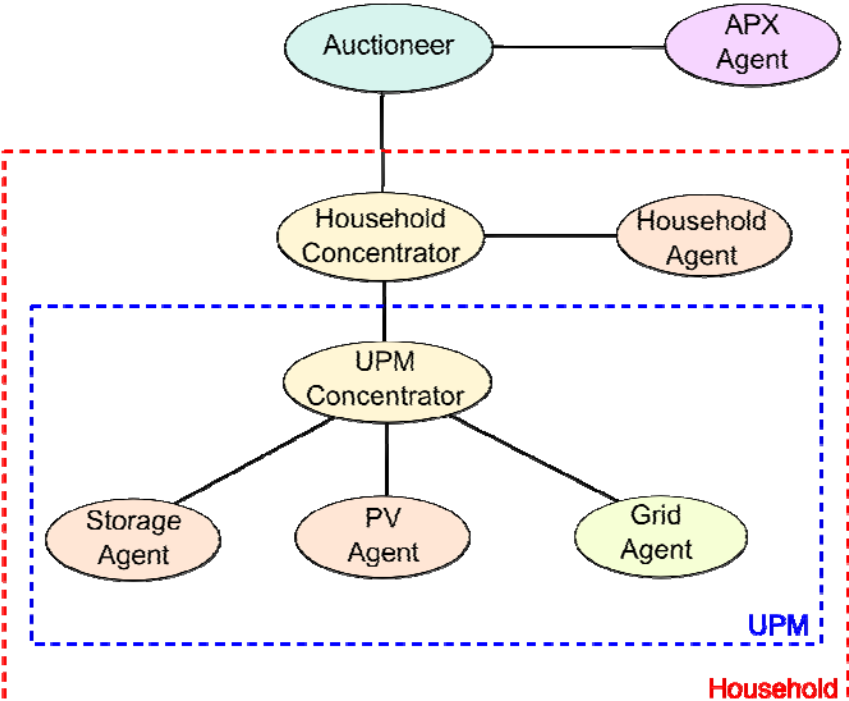 Auctioneer
APX
Agent
Household
Concentrator
Household
Agent
UPM
Concentrator
Storage
Agent
PV
Agent
Grid
Agent
UPM
Household